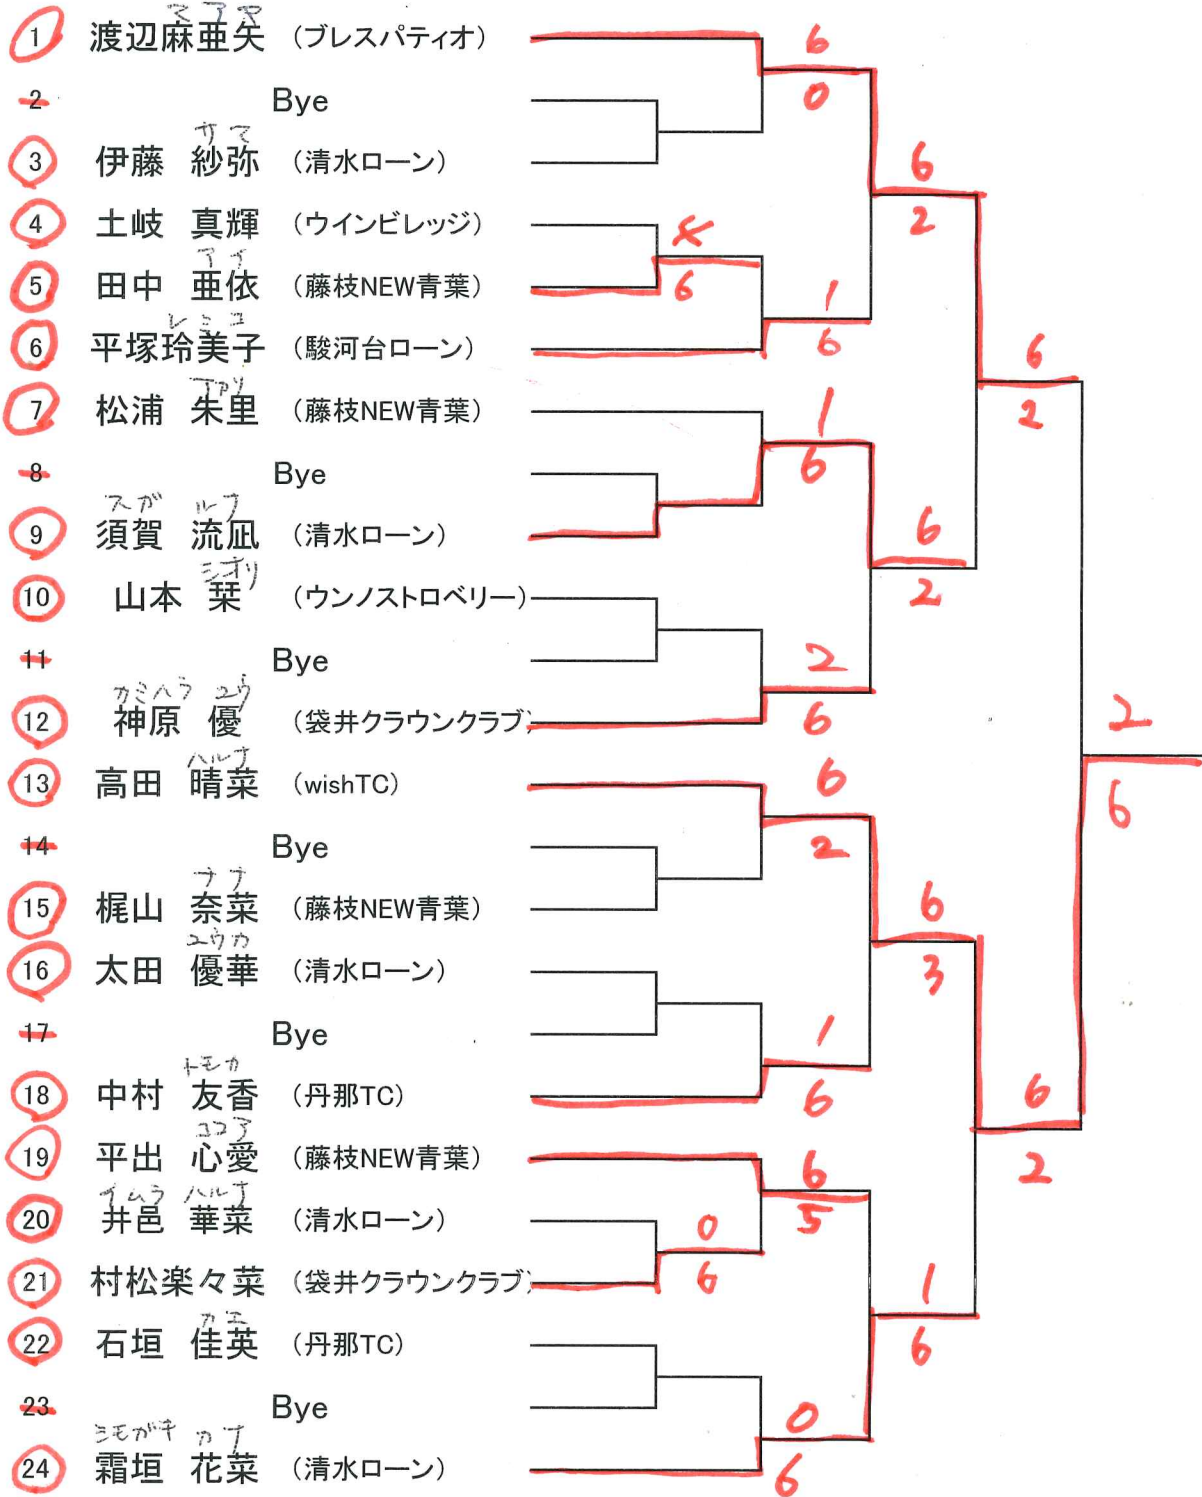 マアヤ
1 渡辺麻亜矢 (ブレスパティオ)
2 Bye
サマ
3 伊藤 紗弥 (清水ローン)
4 土岐 真輝 (ウインビレッジ)
アイ
5 田中 亜依 (藤枝NEW青葉)
レミコ
6 平塚玲美子 (駿河台ローン)
アカリ
7 松浦 朱里 (藤枝NEW青葉)
8 Bye
スガ ルナ
9 須賀 流凪 (清水ローン)
シオリ
10 山本 栞 (ウンノストロベリー)
11 Bye
カミハラ ユウ
12 神原 優 (袋井クラウンクラブ)
ハルナ
13 高田 晴菜 (wishTC)
14 Bye
ナナ
15 梶山 奈菜 (藤枝NEW青葉)
ユウカ
16 太田 優華 (清水ローン)
17 Bye
トモカ
18 中村 友香 (丹那TC)
ココア
19 平出 心愛 (藤枝NEW青葉)
イムラ ハルナ
20 井邑 華菜 (清水ローン)
21 村松楽々菜 (袋井クラウンクラブ)
カエ
22 石垣 佳英 (丹那TC)
23 Bye
シモガキ カナ
24 霜垣 花菜 (清水ローン)
6
0
6
1
6
6
2
1
6
2
6
6
2
6
2
6
2
1
6
6
3
0
6
6
5
0
6
1
6
6
2
2
6